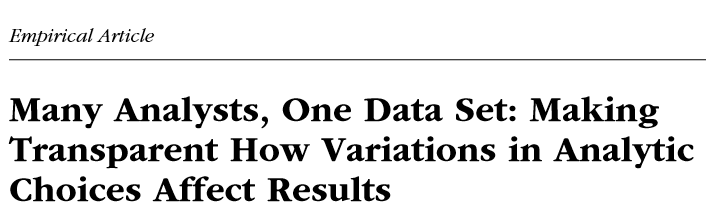 Empirical Article
Many Analysts, One Data Set: Making
Transparent How Variations in Analytic
Choices Affect Results